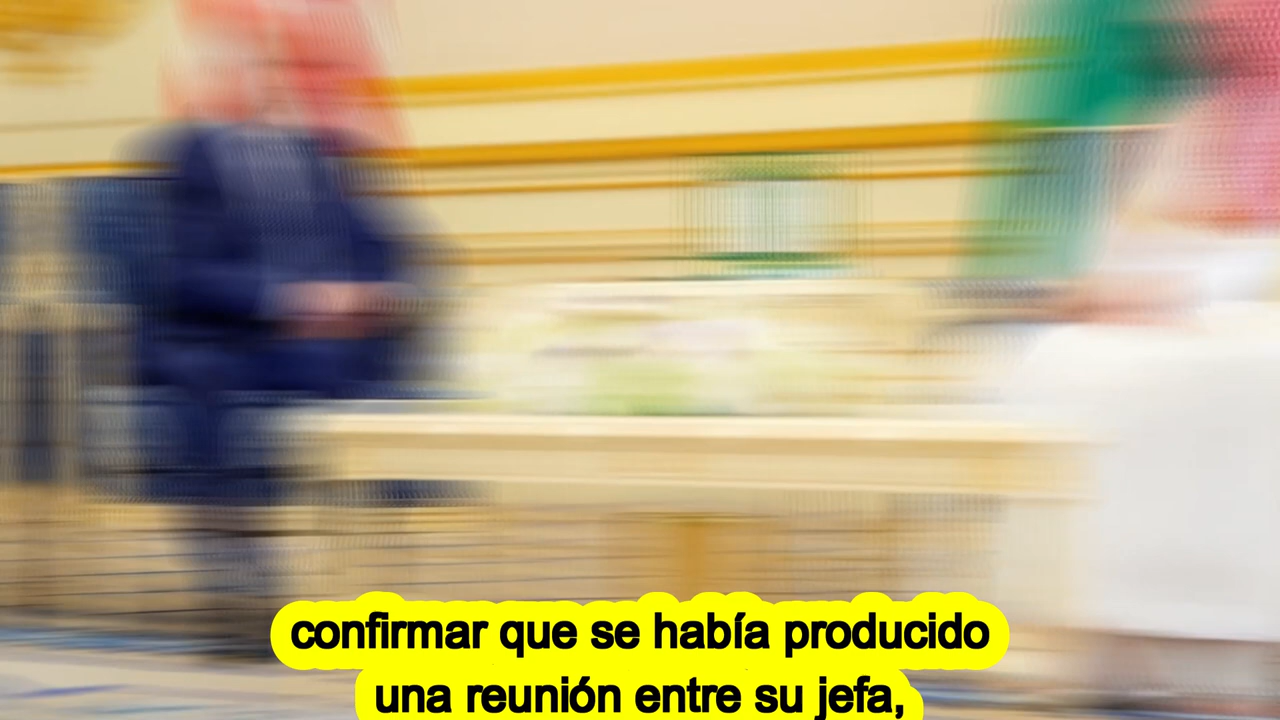 confirmar que se había producido
una reunión entre su jefa,